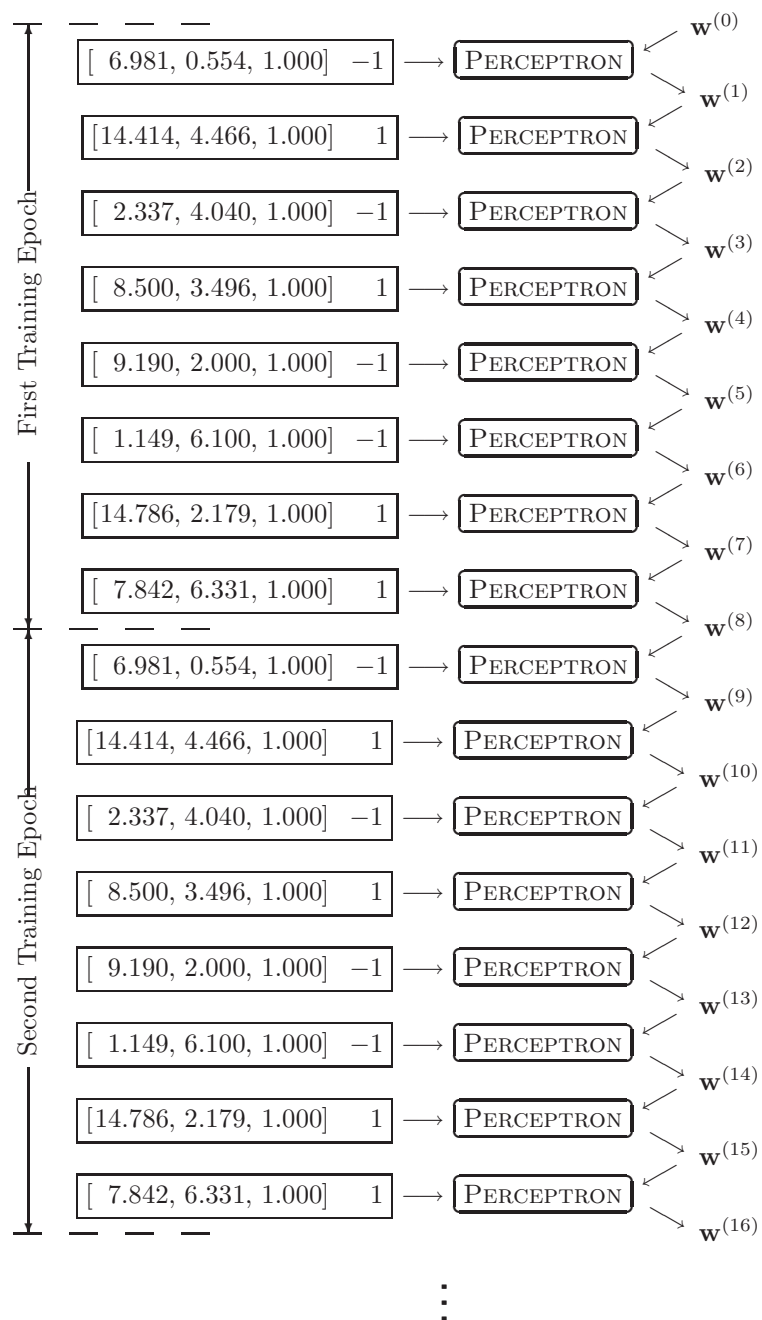 w(0)
[ 6.981, 0.554, 1.000] −1 PERCEPTRON
w(1)
[14.414, 4.466, 1.000] 1 PERCEPTRON
w(2)
[ 2.337, 4.040, 1.000] −1 PERCEPTRON
w(3)
[ 8.500, 3.496, 1.000] 1 PERCEPTRON
w(4)
[ 9.190, 2.000, 1.000] −1 PERCEPTRON
w(5)
[ 1.149, 6.100, 1.000] −1 PERCEPTRON
w(6)
[14.786, 2.179, 1.000] 1 PERCEPTRON
w(7)
[ 7.842, 6.331, 1.000] 1 PERCEPTRON
w(8)
First Training Epoch
[ 6.981, 0.554, 1.000] −1 PERCEPTRON
w(9)
[14.414, 4.466, 1.000] 1 PERCEPTRON
w(10)
[ 2.337, 4.040, 1.000] −1 PERCEPTRON
w(11)
[ 8.500, 3.496, 1.000] 1 PERCEPTRON
w(12)
[ 9.190, 2.000, 1.000] −1 PERCEPTRON
w(13)
[ 1.149, 6.100, 1.000] −1 PERCEPTRON
w(14)
[14.786, 2.179, 1.000] 1 PERCEPTRON
w(15)
[ 7.842, 6.331, 1.000] 1 PERCEPTRON
w(16)
Second Training Epoch
⋮